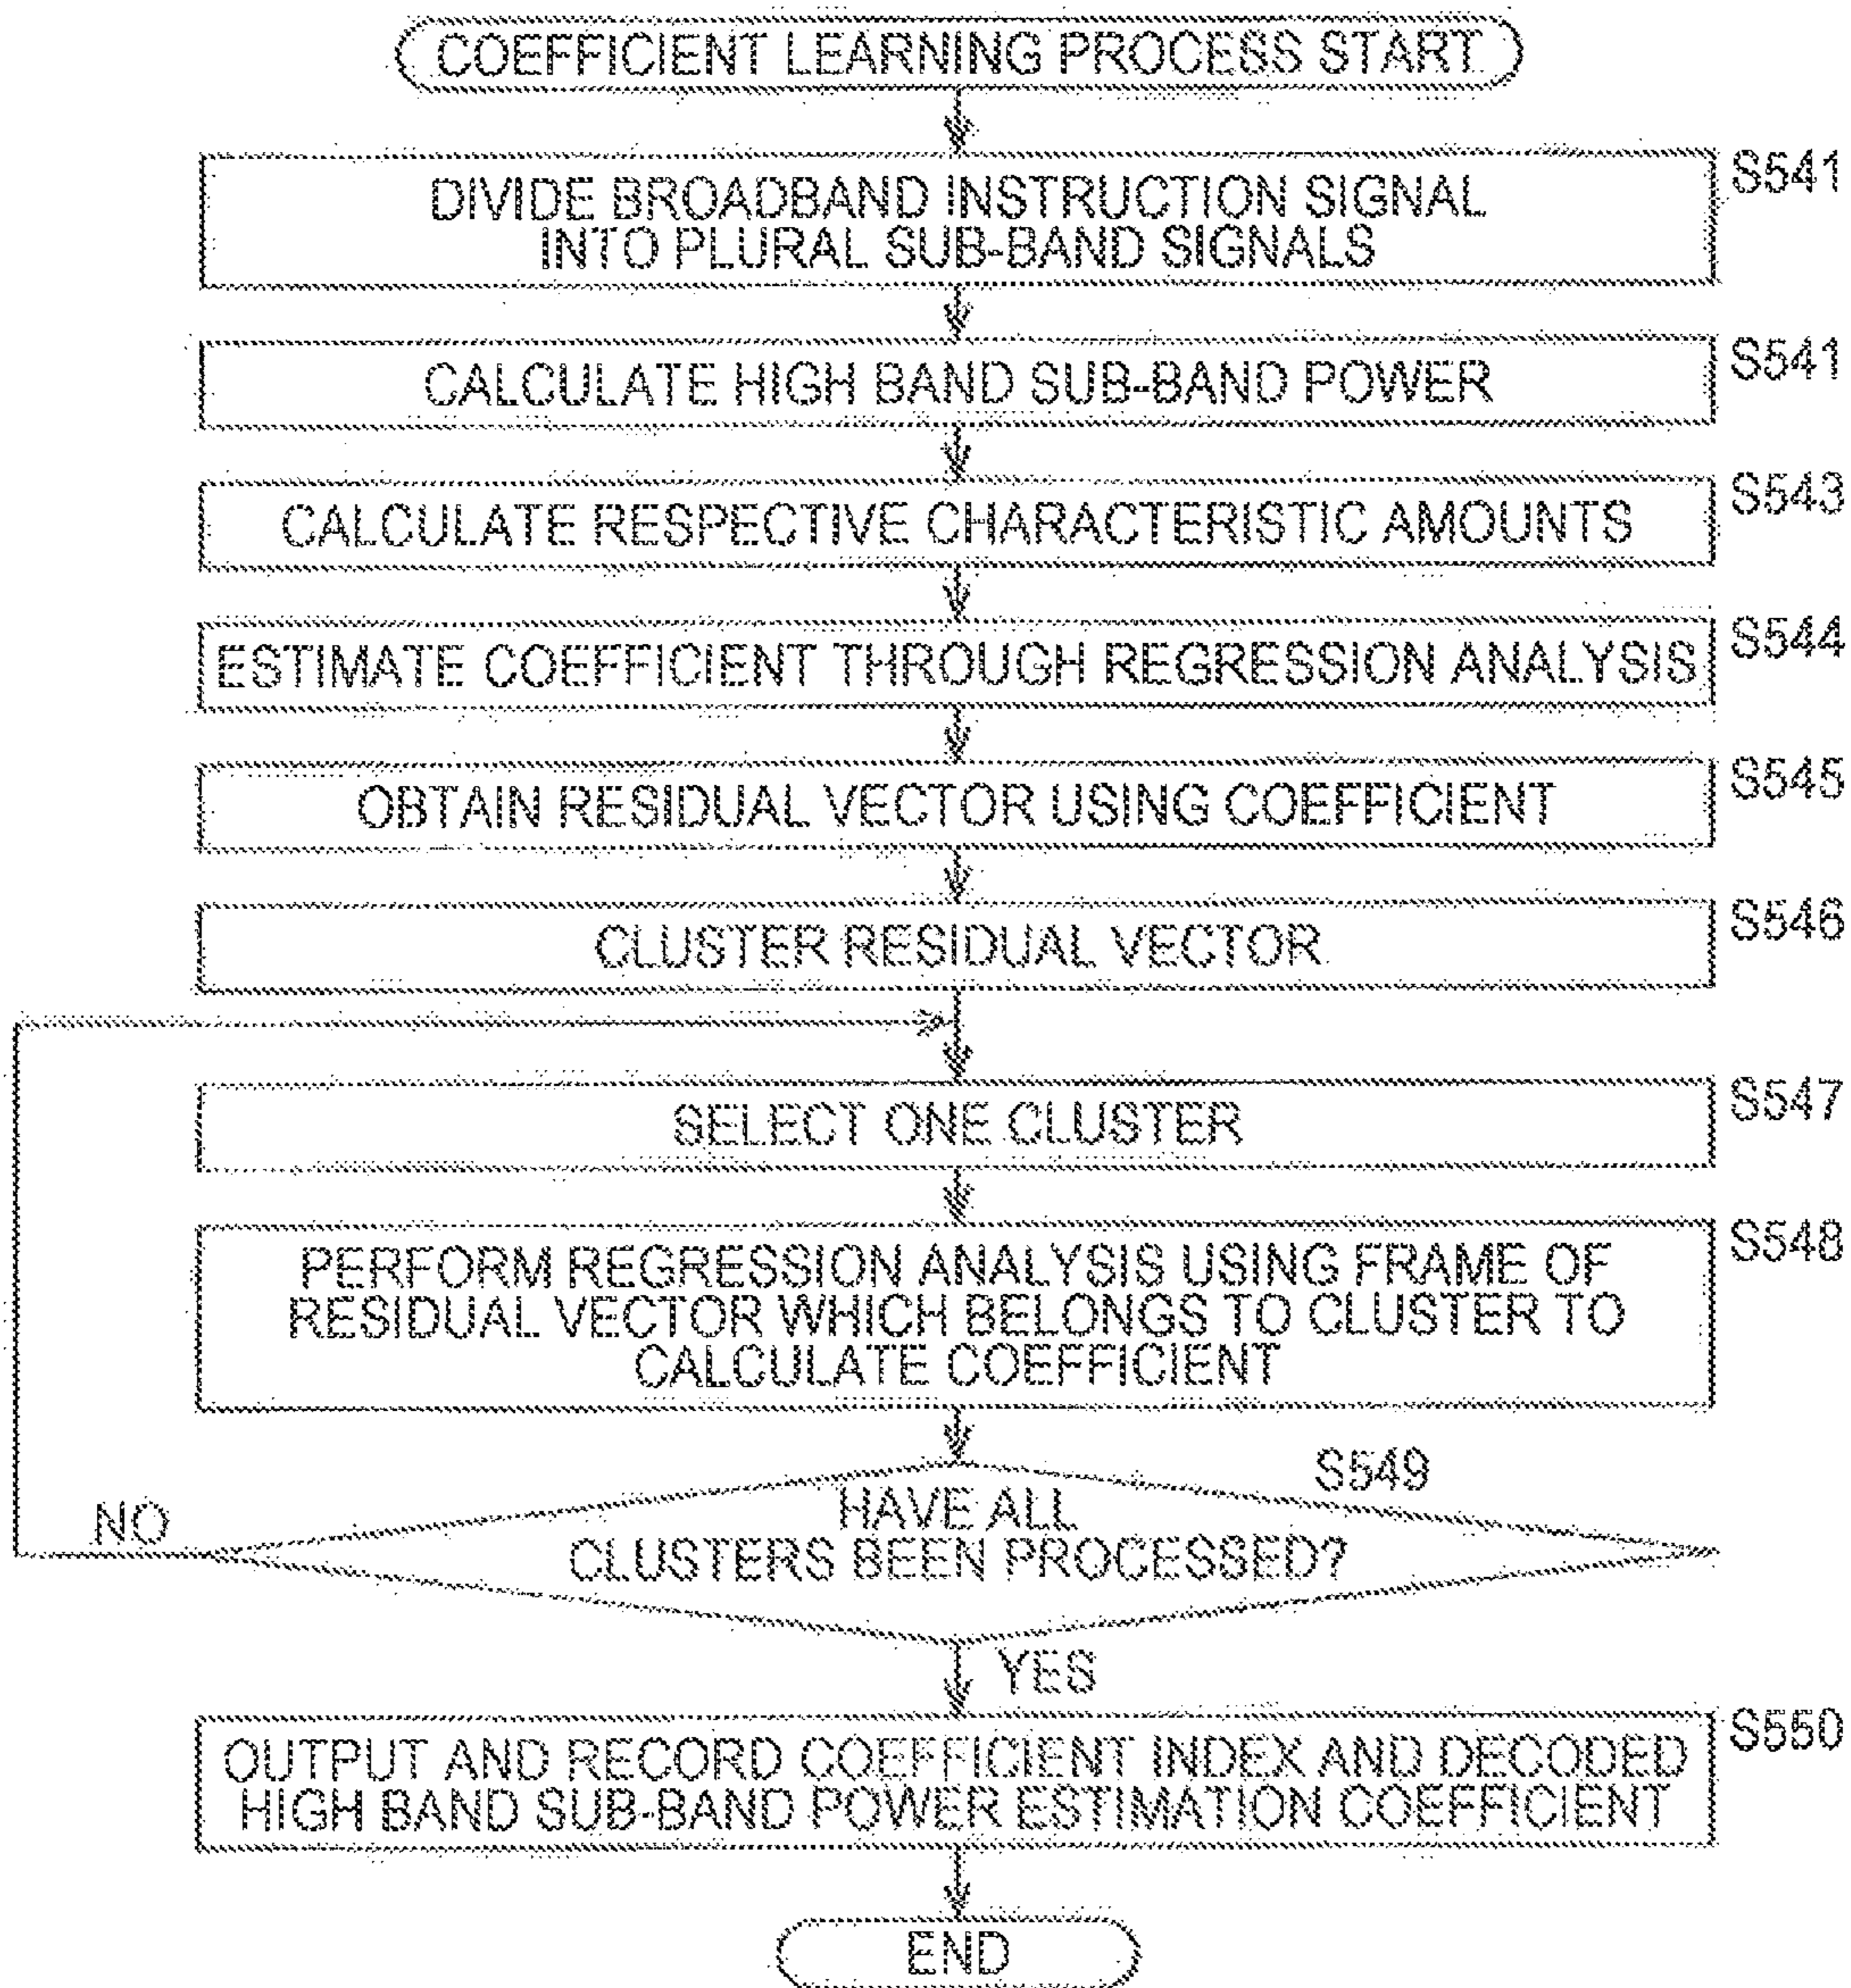 COEFFICIENT LEARNING PROCESS START
S541
DIVIDE BROADBAND INSTRUCTION SIGNAL
INTO PLURAL SUB-BAND SIGNALS
S541
CALCULATE HIGH BAND SUB-BAND POWER
S543
CALCULATE RESPECTIVE CHARACTERISTIC AMOUNTS
S544
ESTIMATE COEFFICIENT THROUGH REGRESSION ANALYSIS
S545
OBTAIN RESIDUAL VECTOR USING COEFFICIENT
S546
CLUSTER RESIDUAL VECTOR
S547
SELECT ONE CLUSTER
S548
PERFORM REGRESSION ANALYSIS USING FRAME OF
RESIDUAL VECTOR WHICH BELONGS TO CLUSTER TO
CALCULATE COEFFICIENT
S549
HAVE ALL
CLUSTERS BEEN PROCESSED?
NO
YES
S550
OUTPUT AND RECORD COEFFICIENT INDEX AND DECODED
HIGH BAND SUB-BAND POWER ESTIMATION COEFFICIENT
END